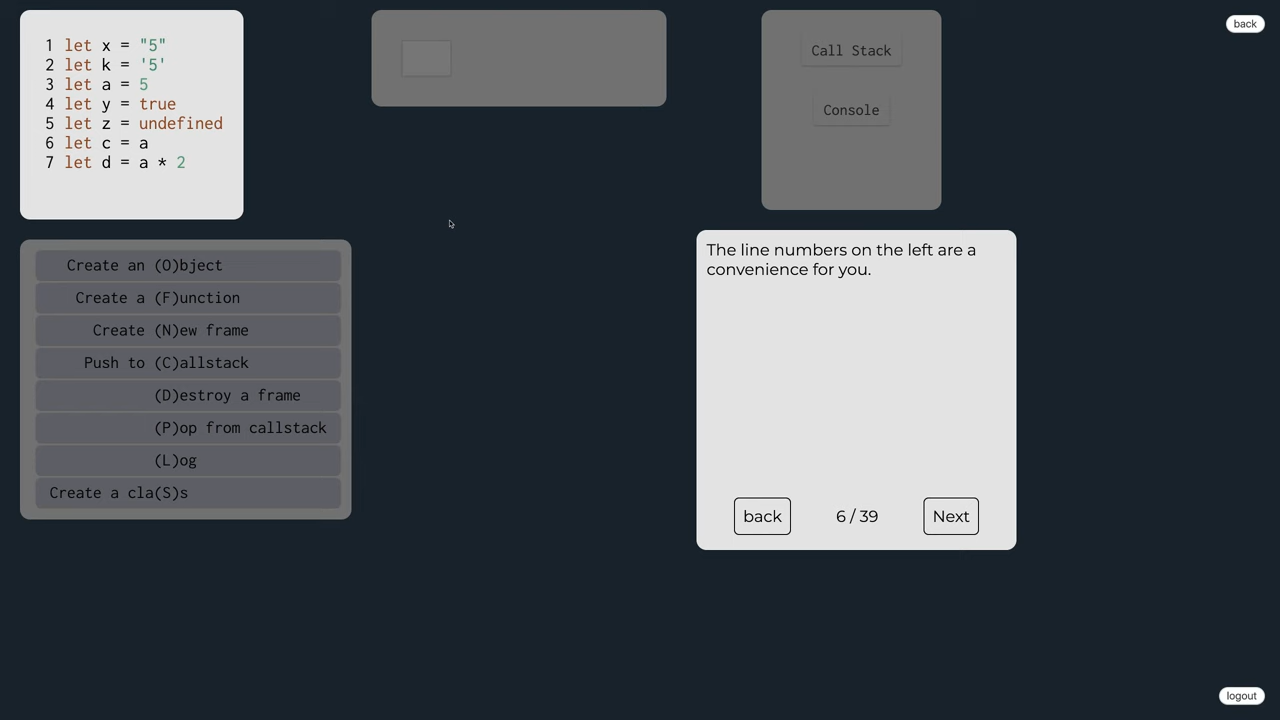 1 let x = "5"
2 let k = '5'
3 let a = 5
4 let y = true
5 let z = undefined
6 let c = a
7 let d = a * 2
Call Stack
Console
back
Create an (O)bject
Create a (F)unction
Create (N)ew frame
Push to (C)allstack
(D)estroy a frame
(P)op from callstack
(L)og
Create a cla(S)s
The line numbers on the left are a
convenience for you.
back 6 / 39 Next
logout